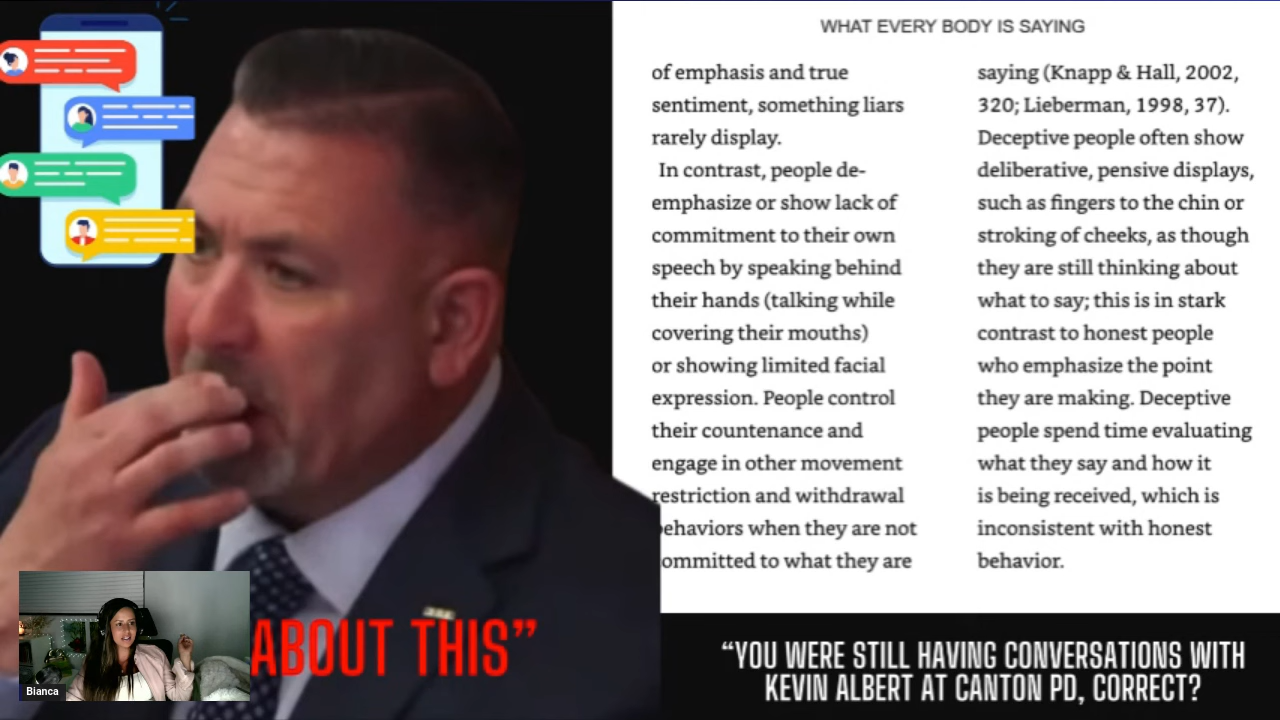 WHAT EVERY BODY IS SAYING
of emphasis and true
sentiment, something liars
rarely display.
In contrast, people de-
emphasize or show lack of
commitment to their own
speech by speaking behind
their hands (talking while
covering their mouths)
or showing limited facial
expression. People control
their countenance and
engage in other movement
restriction and withdrawal
behaviors when they are not
committed to what they are
saying (Knapp & Hall, 2002,
320; Lieberman, 1998, 37).
Deceptive people often show
deliberative, pensive displays,
such as fingers to the chin or
stroking of cheeks, as though
they are still thinking about
what to say; this is in stark
contrast to honest people
who emphasize the point
they are making. Deceptive
people spend time evaluating
what they say and how it
is being received, which is
inconsistent with honest
behavior.
ABOUT THIS”
“YOU WERE STILL HAVING CONVERSATIONS WITH
KEVIN ALBERT AT CANTON PD, CORRECT?
Bianca